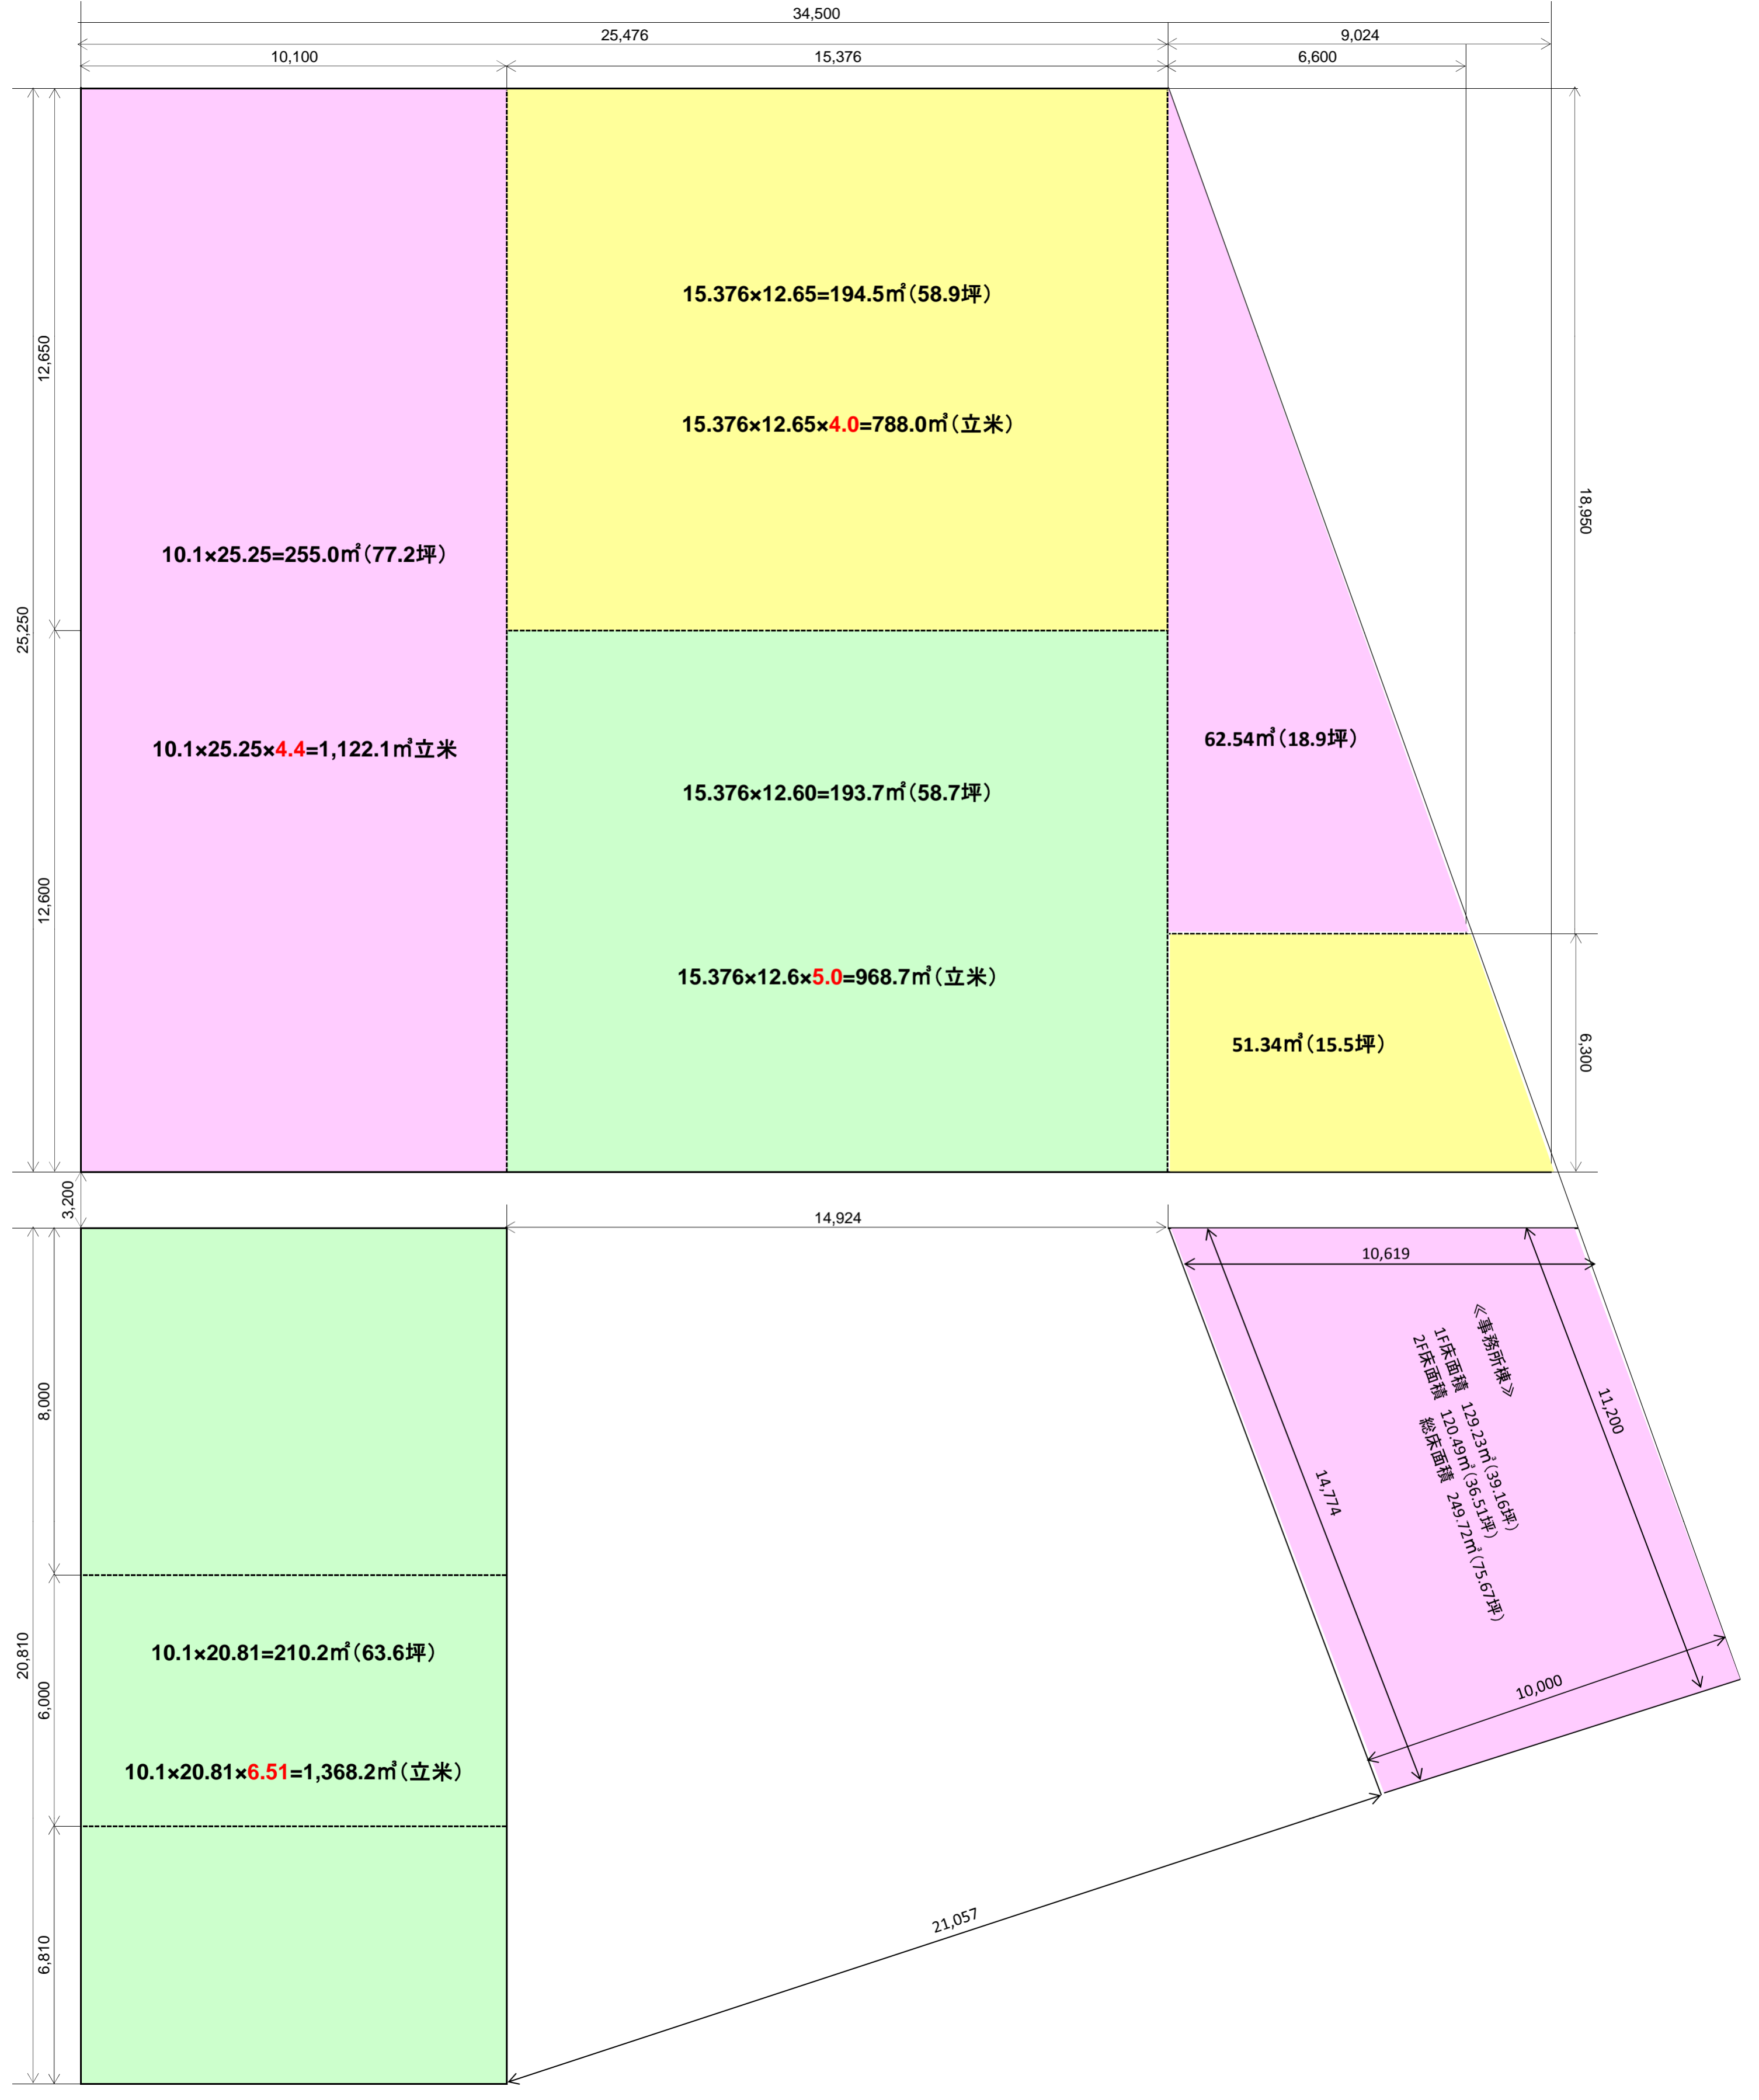 34,500
25,476
9,024
10,100
15,376
6,600
15.376×12.65=194.5㎡(58.9坪)
12,650
15.376×12.65×4.0=788.0㎥(立米)
18,950
10.1×25.25=255.0㎡(77.2坪)
25,250
10.1×25.25×4.4=1,122.1㎥立米
62.54㎥(18.9坪)
15.376×12.60=193.7㎡(58.7坪)
12,600
15.376×12.6×5.0=968.7㎥(立米)
51.34㎥(15.5坪)
6,300
3,200
14,924
10,619
≪事務所棟≫
1F床面積 129.23㎥(39.16坪)
2F床面積 120.49㎥(36.51坪)
総床面積 249.72㎥(75.67坪)
8,000
11,200
14,774
20,810
10.1×20.81=210.2㎡(63.6坪)
6,000
10,000
10.1×20.81×6.51=1,368.2㎥(立米)
21,057
6,810